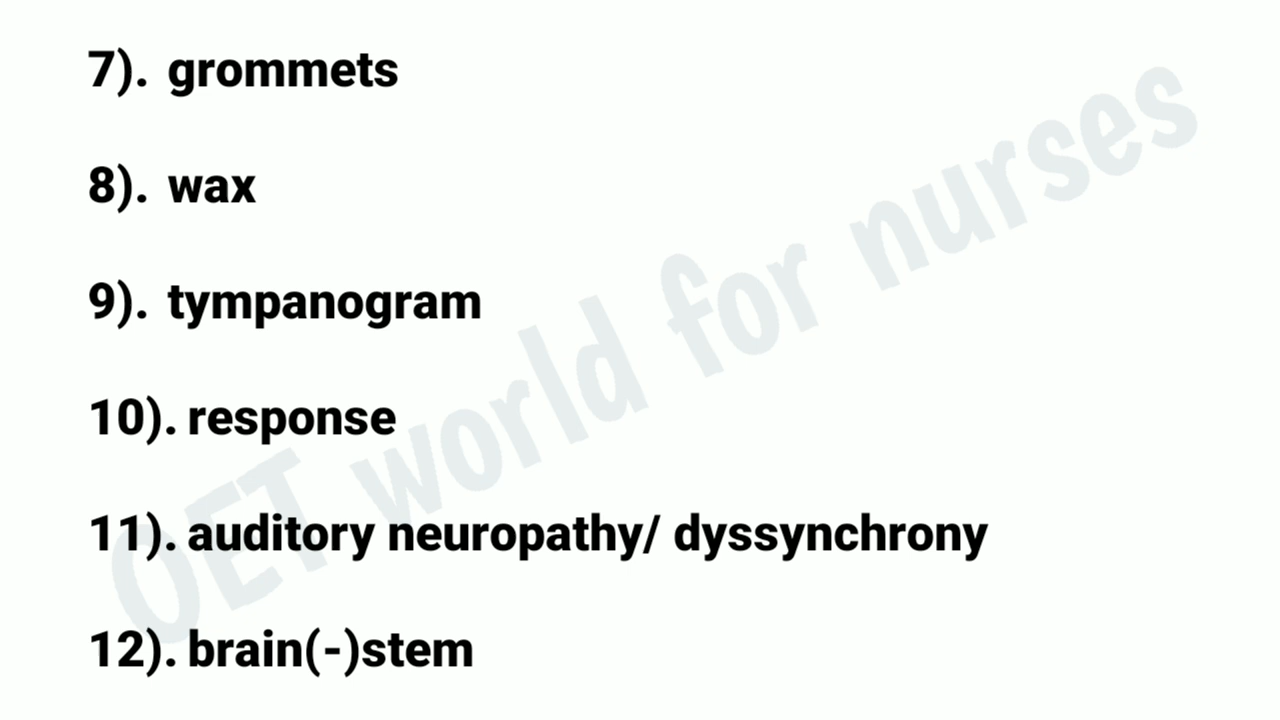 7). grommets
8). wax
9). tympanogram
10). response
11). auditory neuropathy/ dyssynchrony
12). brain(-)stem
OET world for nurses